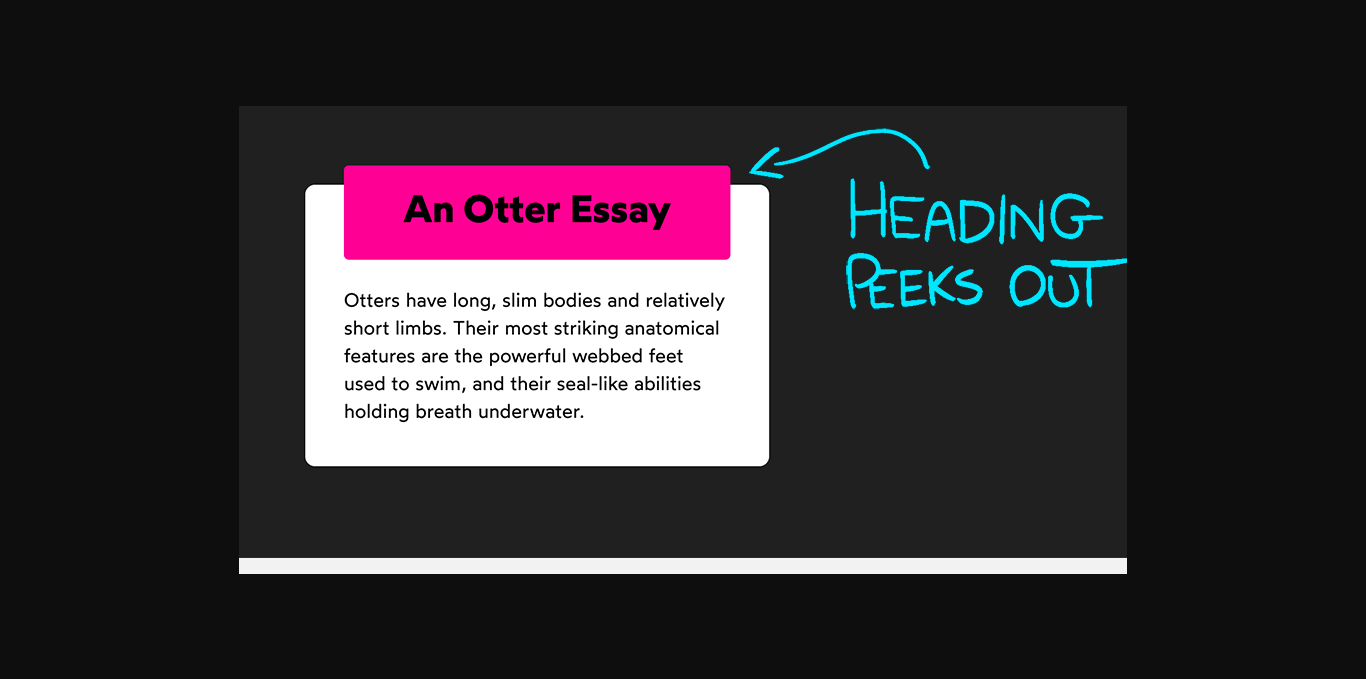 An Otter Essay
Otters have long, slim bodies and relatively
short limbs. Their most striking anatomical
features are the powerful webbed feet
used to swim, and their seal-like abilities
holding breath underwater.
HEADING
PEEKS OUT